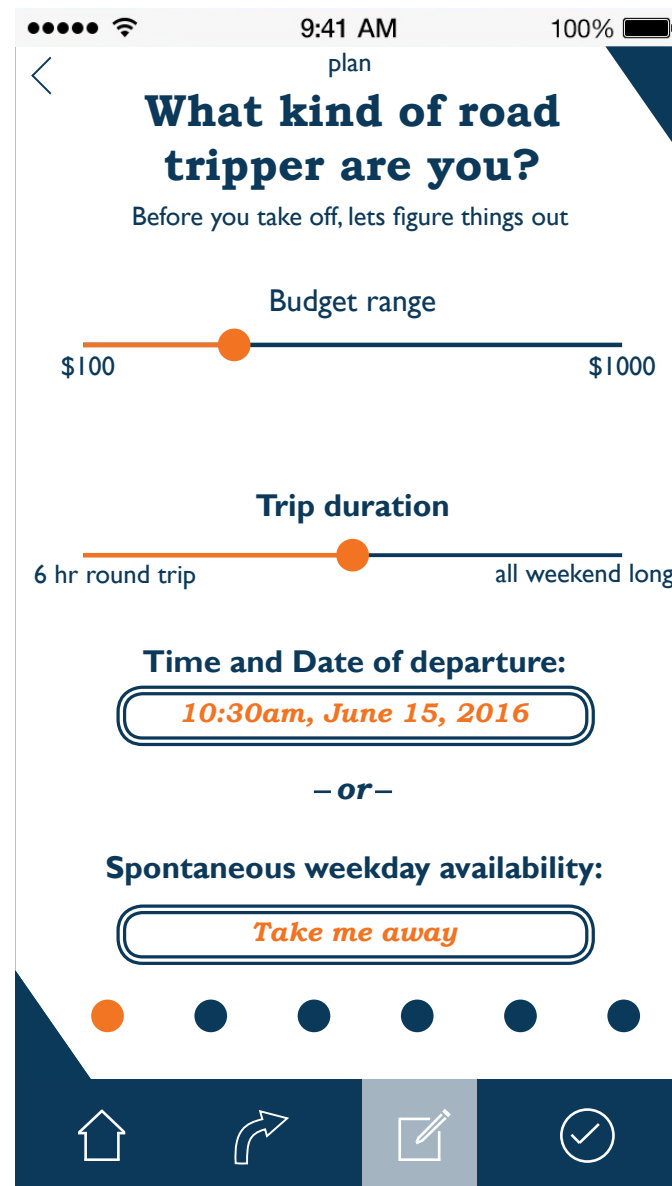 9:41 AM
100%
plan
What kind of road
tripper are you?
Before you take off, lets figure things out
Budget range
$100
$1000
Trip duration
6 hr round trip
all weekend long
Time and Date of departure:
10:30am, June 15, 2016
–or–
Spontaneous weekday availability:
Take me away